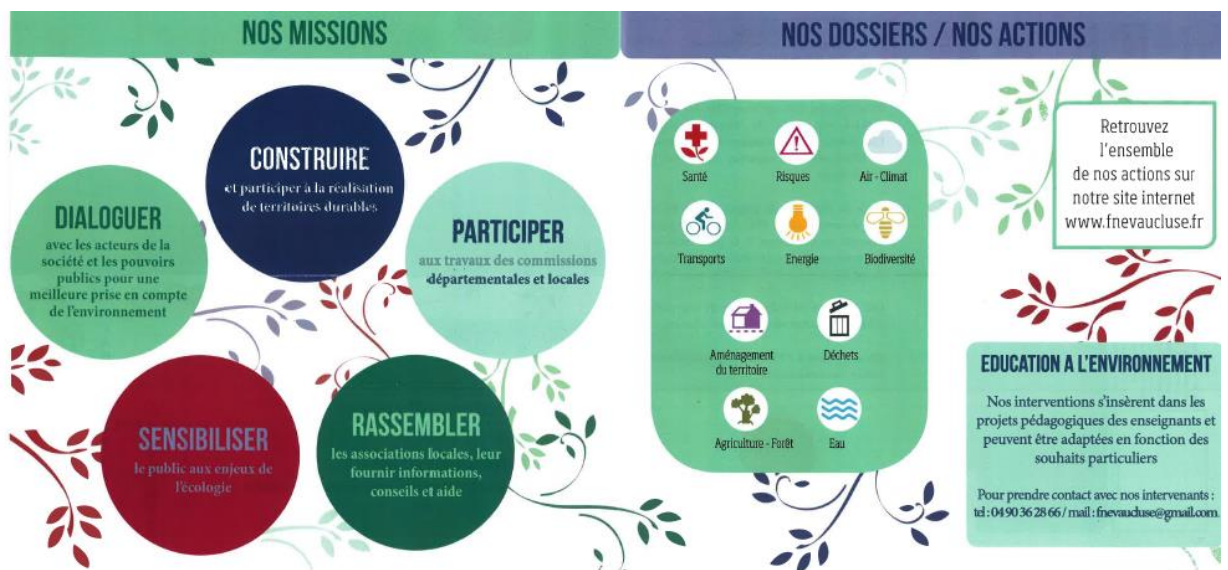 NOS MISSIONS
CONSTRUIRE
et participer à la réalisation
de territoires durables
DIALOGUER
avec les acteurs de la
société et les pouvoirs
publics pour une
meilleure prise en compte
de l'environnement
PARTICIPER
aux travaux des commissions
départementales et locales
SENSIBILISER
le public aux enjeux de
l'écologie
RASSEMBLER
les associations locales, leur
fournir informations,
conseils et aide
NOS DOSSIERS / NOS ACTIONS
Santé
Risques
Air - Climat
Transports
Energie
Biodiversité
Aménagement
du territoire
Déchets
Agriculture - Forêt
Eau
Retrouvez
l'ensemble
de nos actions sur
notre site internet
www.fnevaucluse.fr
EDUCATION A L'ENVIRONNEMENT
Nos interventions s'insèrent dans les
projets pédagogiques des enseignants et
peuvent être adaptées en fonction des
souhaits particuliers
Pour prendre contact avec nos intervenants :
tel : 04 90 36 28 66 / mail : fnevaucluse@gmail.com